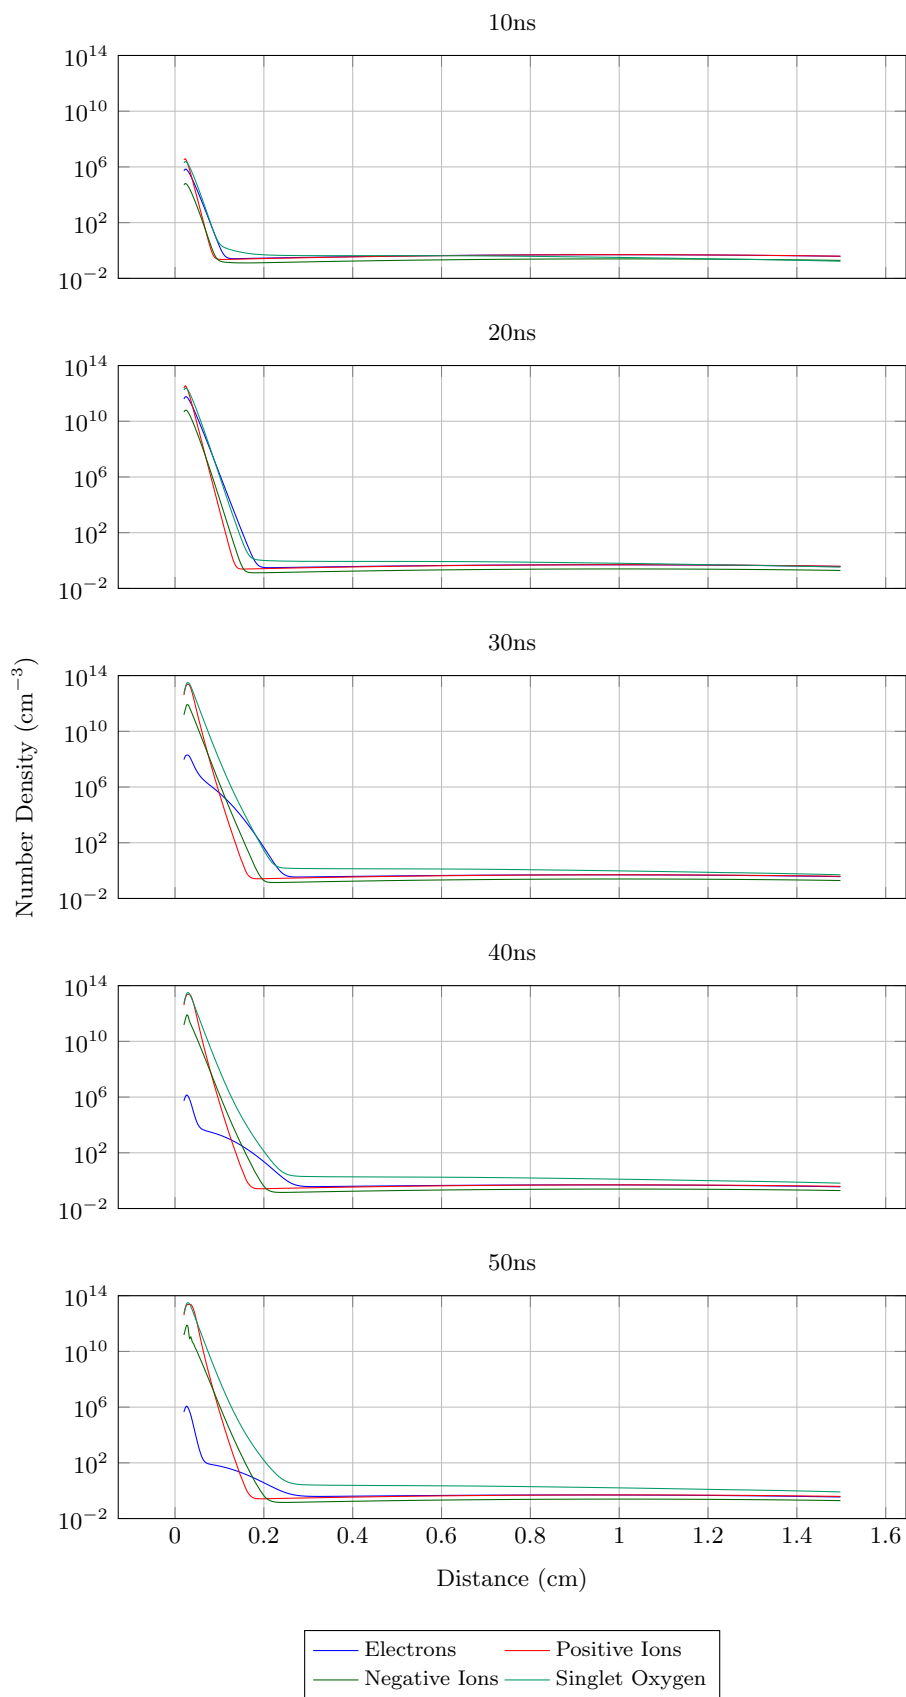 10ns
10^14
10^10
10^6
10^2
10^−2
20ns
10^14
10^10
10^6
10^2
10^−2
30ns
10^14
10^10
10^6
10^2
10^−2
Number Density (cm^−3)
40ns
10^14
10^10
10^6
10^2
10^−2
50ns
10^14
10^10
10^6
10^2
10^−2
0 0.2 0.4 0.6 0.8 1 1.2 1.4 1.6
Distance (cm)
Electrons Positive Ions
Negative Ions Singlet Oxygen